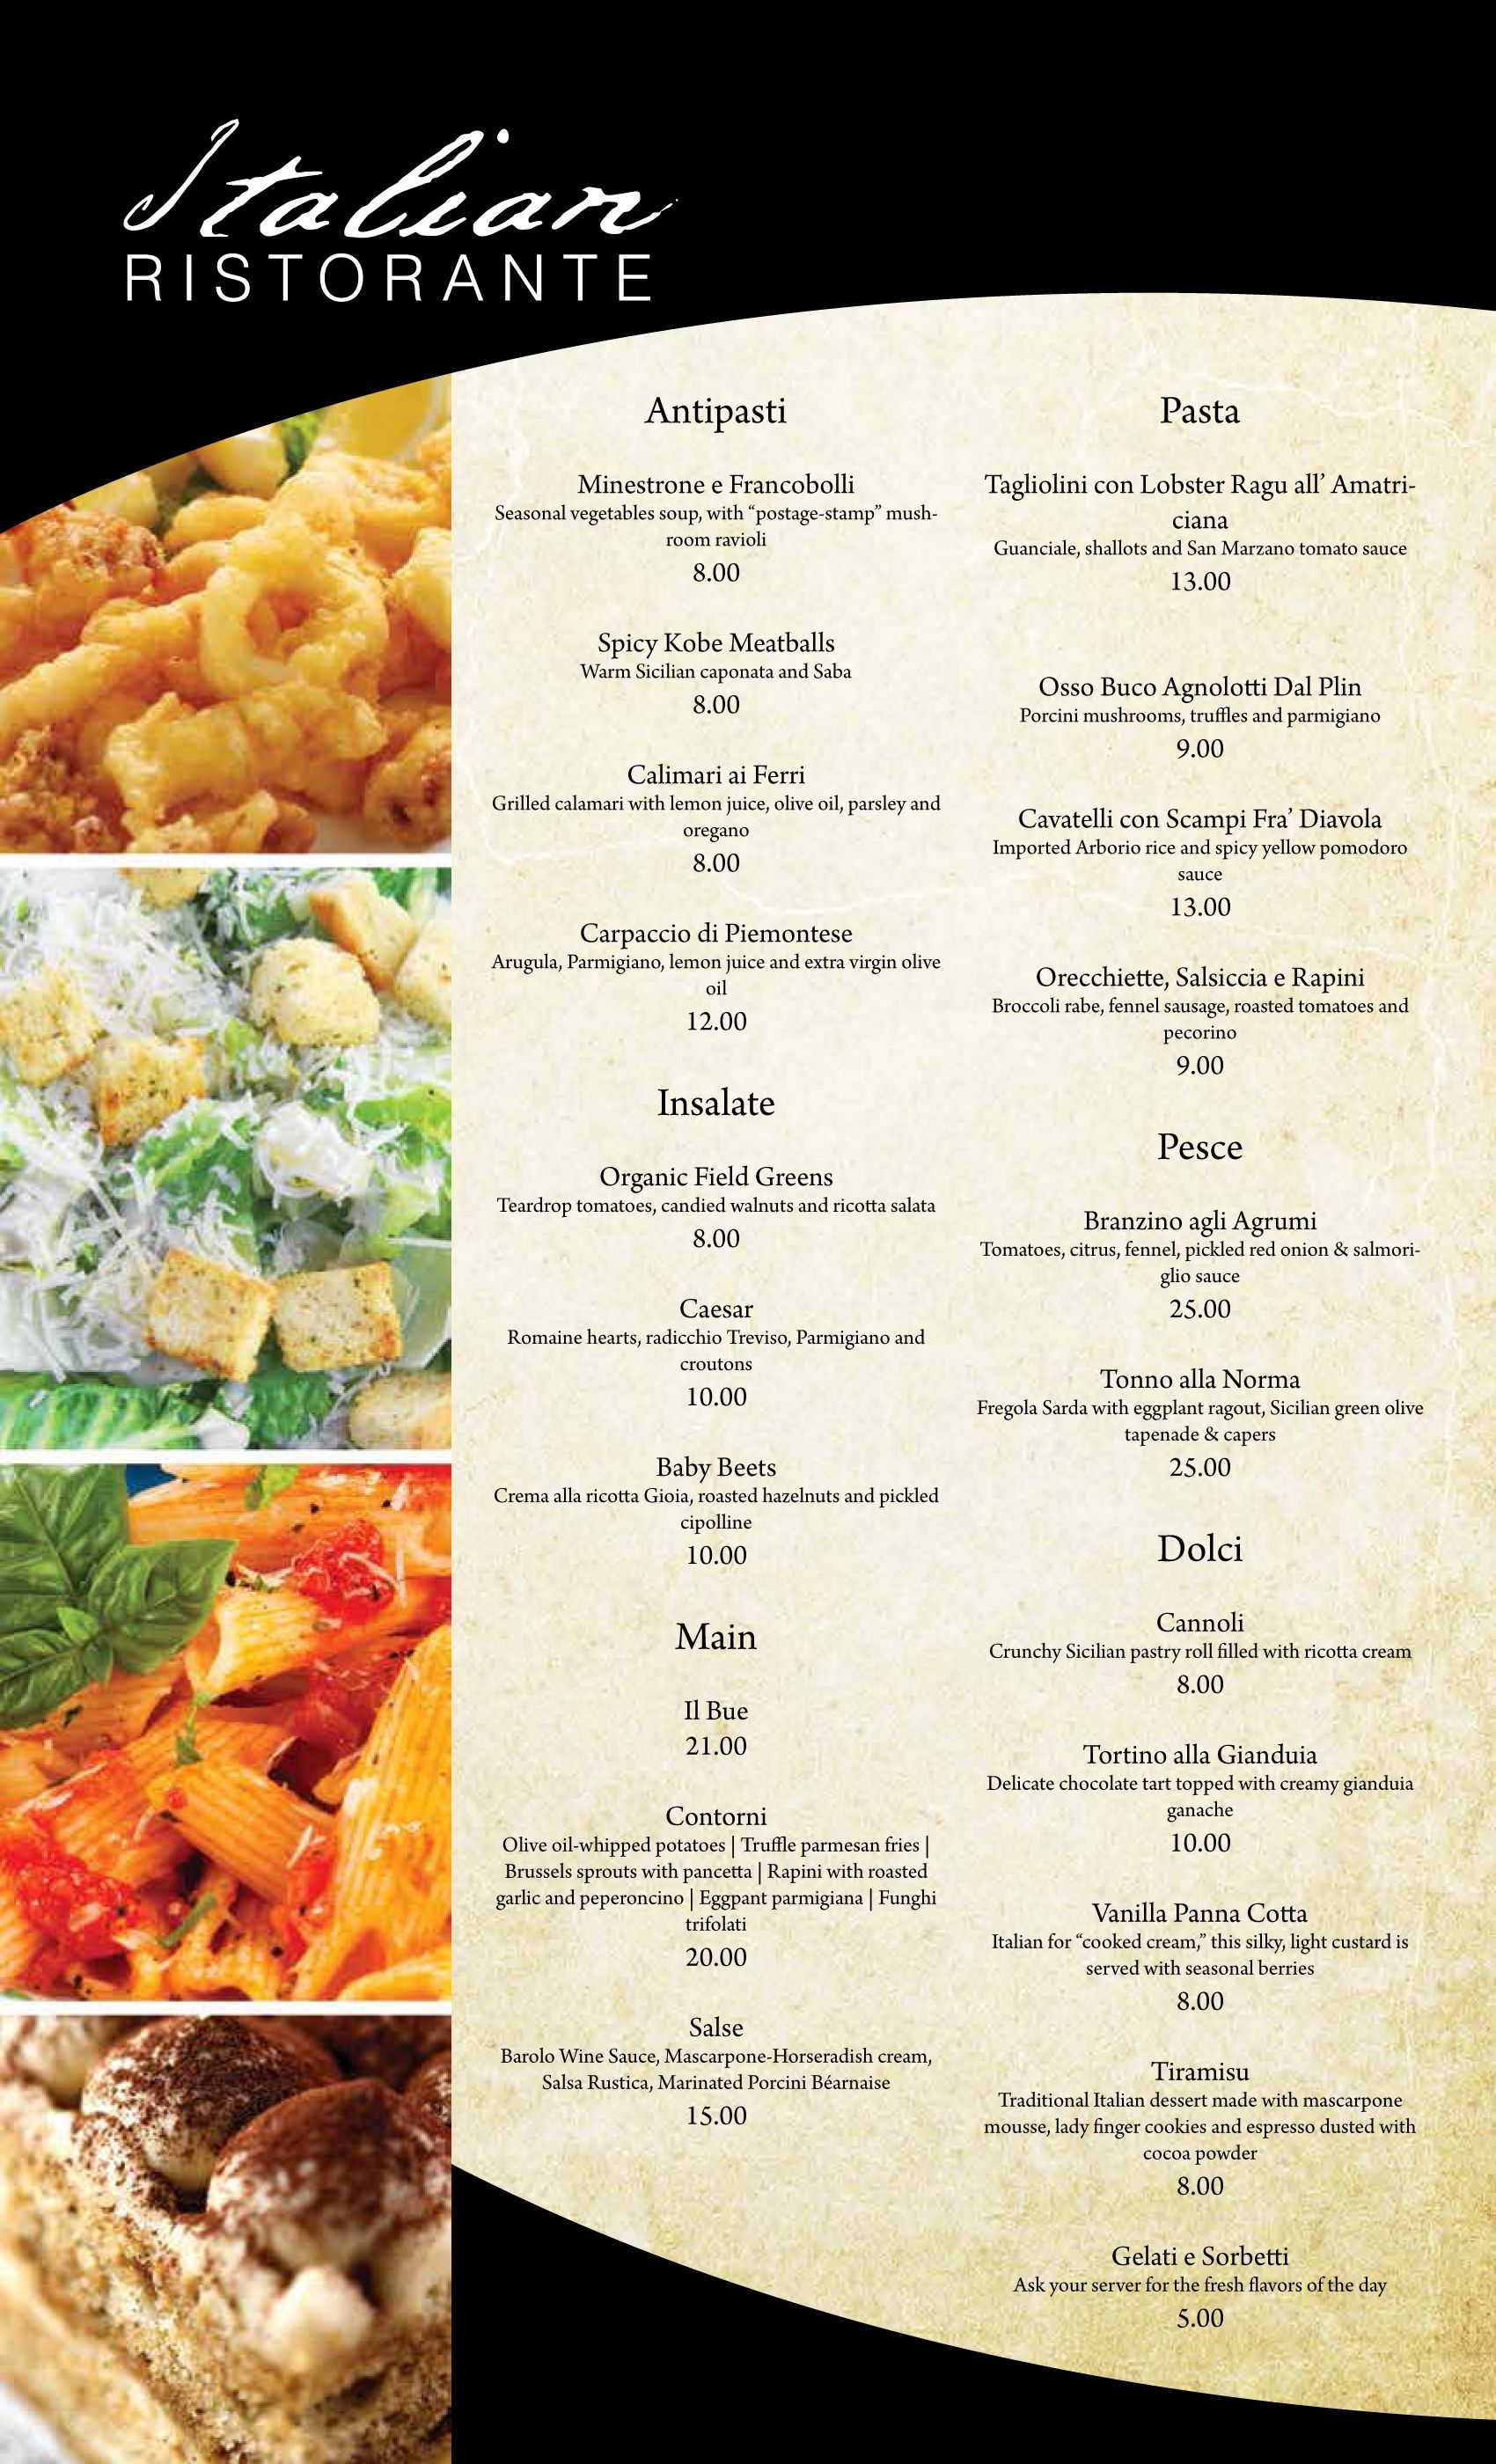 Italian
RISTORANTE
Antipasti
Minestrone e Francobolli
Seasonal vegetables soup, with “postage-stamp” mush-
room ravioli
8.00
Spicy Kobe Meatballs
Warm Sicilian caponata and Saba
8.00
Calimari ai Ferri
Grilled calamari with lemon juice, olive oil, parsley and
oregano
8.00
Carpaccio di Piemontese
Arugula, Parmigiano, lemon juice and extra virgin olive
oil
12.00
Insalate
Organic Field Greens
Teardrop tomatoes, candied walnuts and ricotta salata
8.00
Caesar
Romaine hearts, radicchio Treviso, Parmigiano and
croutons
10.00
Baby Beets
Crema alla ricotta Gioia, roasted hazelnuts and pickled
cipolline
10.00
Main
Il Bue
21.00
Contorni
Olive oil-whipped potatoes | Truffle parmesan fries |
Brussels sprouts with pancetta | Rapini with roasted
garlic and peperoncino | Eggpant parmigiana | Funghi
trifolati
20.00
Salse
Barolo Wine Sauce, Mascarpone-Horseradish cream,
Salsa Rustica, Marinated Porcini Béarnaise
15.00
Pasta
Tagliolini con Lobster Ragu all’ Amatri-
ciana
Guanciale, shallots and San Marzano tomato sauce
13.00
Osso Buco Agnolotti Dal Plin
Porcini mushrooms, truffles and parmigiano
9.00
Cavatelli con Scampi Fra’ Diavola
Imported Arborio rice and spicy yellow pomodoro
sauce
13.00
Orecchiette, Salsiccia e Rapini
Broccoli rabe, fennel sausage, roasted tomatoes and
pecorino
9.00
Pesce
Branzino agli Agrumi
Tomatoes, citrus, fennel, pickled red onion & salmori-
glio sauce
25.00
Tonno alla Norma
Fregola Sarda with eggplant ragout, Sicilian green olive
tapenade & capers
25.00
Dolci
Cannoli
Crunchy Sicilian pastry roll filled with ricotta cream
8.00
Tortino alla Gianduia
Delicate chocolate tart topped with creamy gianduia
ganache
10.00
Vanilla Panna Cotta
Italian for “cooked cream,” this silky, light custard is
served with seasonal berries
8.00
Tiramisu
Traditional Italian dessert made with mascarpone
mousse, lady finger cookies and espresso dusted with
cocoa powder
8.00
Gelati e Sorbetti
Ask your server for the fresh flavors of the day
5.00